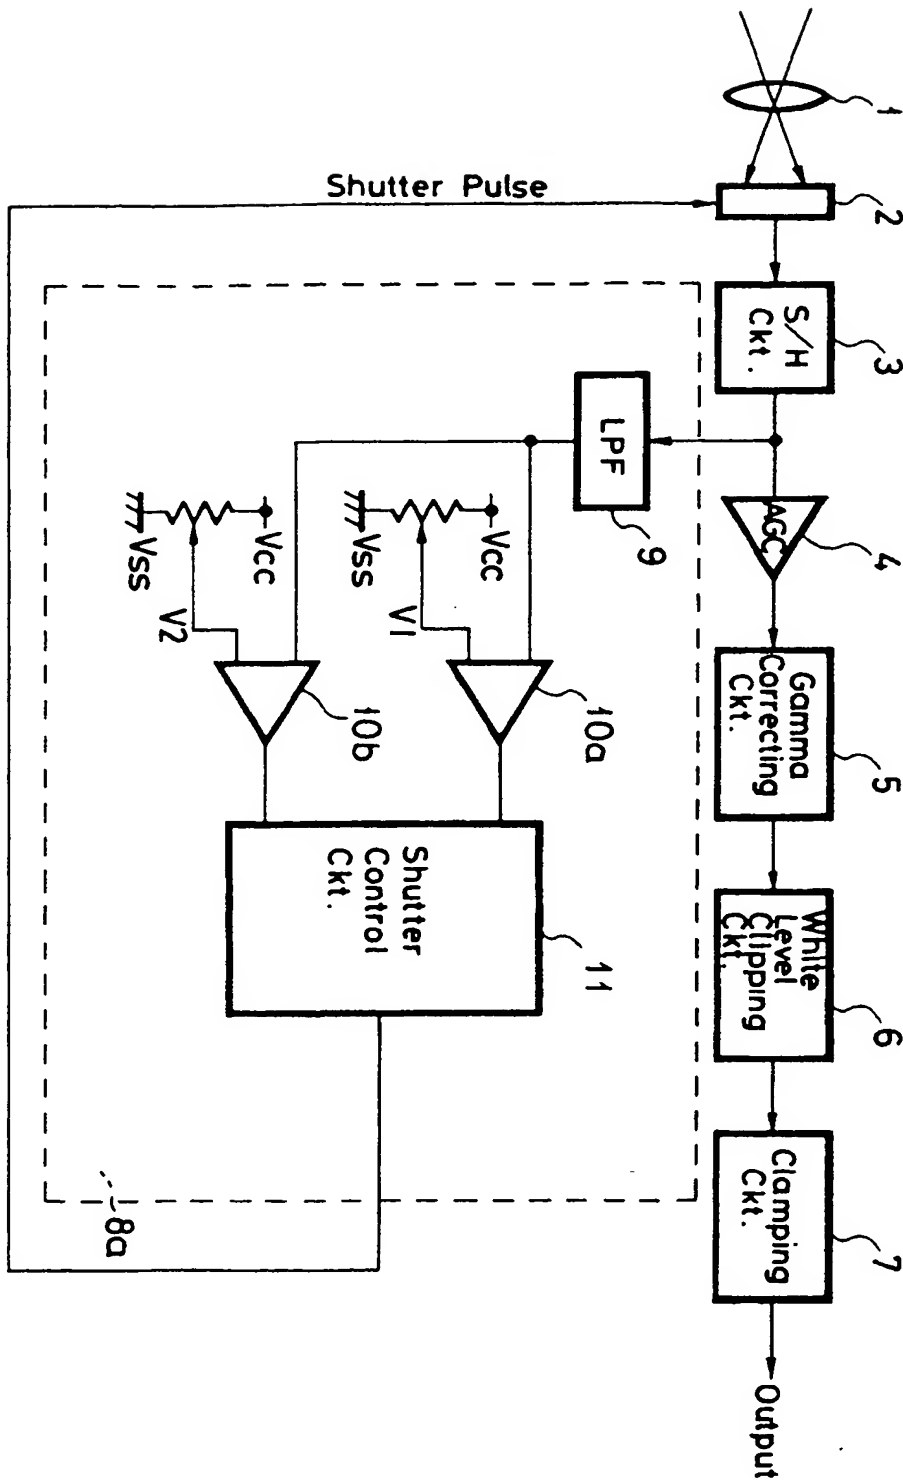 1
2
Shutter Pulse
S/H
Ckt.
3
AGC
4
Gamma
Correcting
Ckt.
5
White
Level
Clipping
Ckt.
6
Clamping
Ckt.
7
Output
LPF
9
Vcc
Vss
V1
10a
Vcc
Vss
V2
10b
Shutter
Control
Ckt.
11
8a